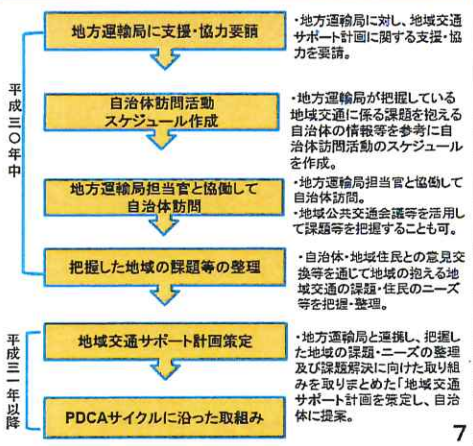 平成三〇年中
地方運輸局に支援・協力要請
・地方運輸局に対し、地域交通
サポート計画に関する支援・協
力を要請。
自治体訪問活動
スケジュール作成
・地方運輸局が把握している
地域交通に係る課題を抱える
自治体の情報等を参考に自
治体訪問活動のスケジュール
を作成。
地方運輸局担当官と協働して
自治体訪問
・地方運輸局担当官と協働して
自治体訪問。
・地域公共交通会議等を活用し
て課題等を把握することも可。
把握した地域の課題等の整理
・自治体・地域住民との意見交
換等を通じて地域の抱える地
域交通の課題・住民のニーズ
等を把握・整理。
平成三一年以降
地域交通サポート計画策定
・地方運輸局と連携し、把握し
た地域の課題・ニーズの整理
及び課題解決に向けた取り組
みを取りまとめた「地域交通
サポート計画を策定し、自治
体に提案。
PDCAサイクルに沿った取組み
7